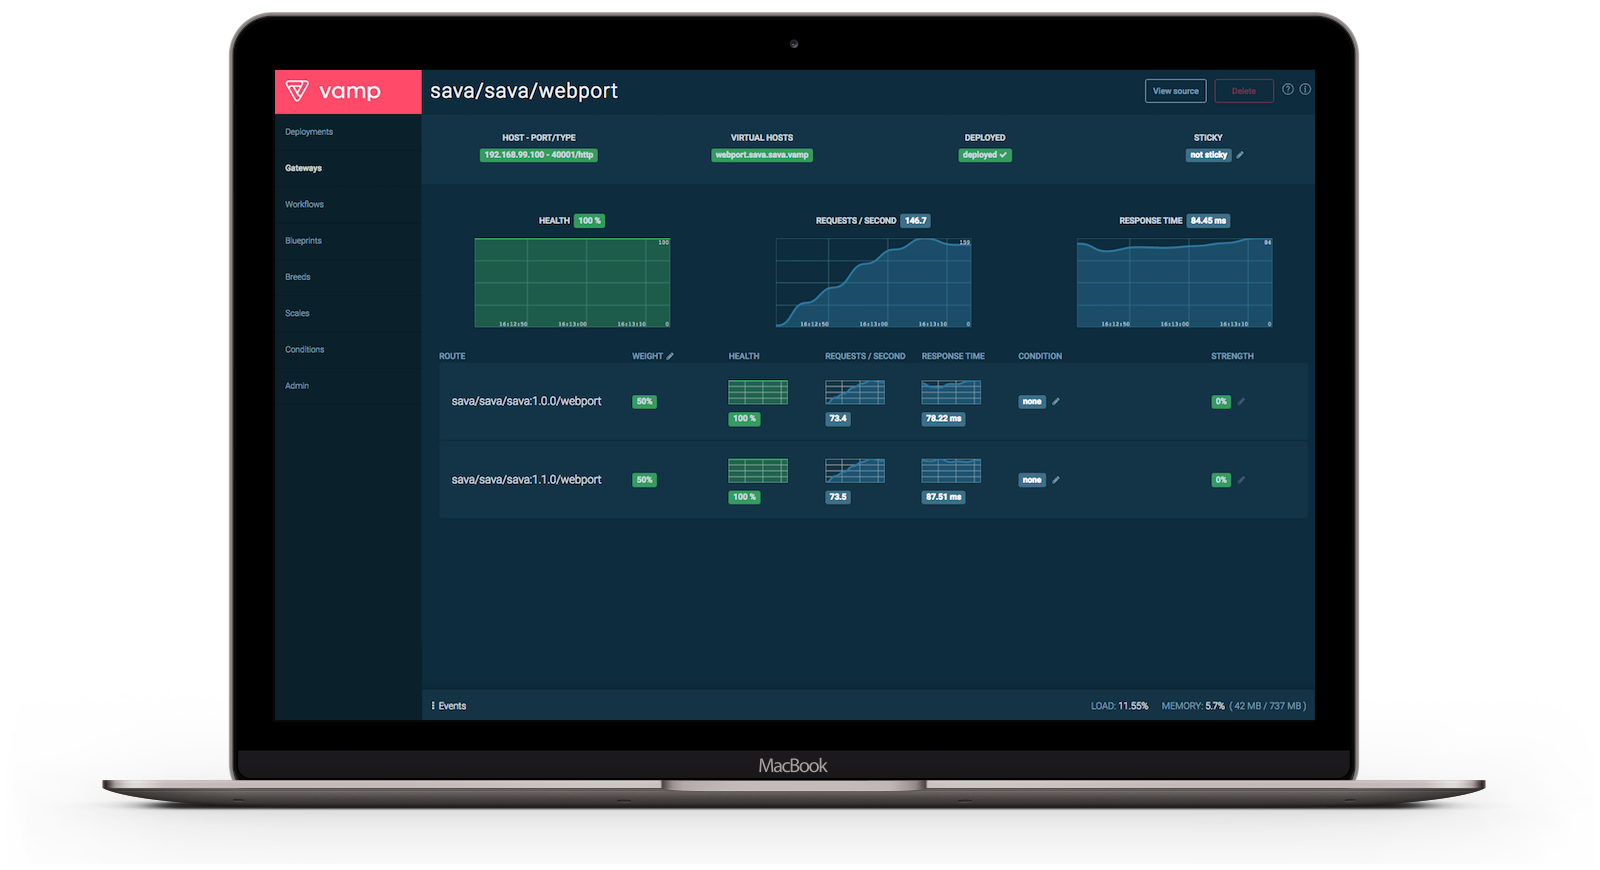 vamp
sava/sava/webport
View source
Delete
Deployments
Gateways
Workflows
Blueprints
Breeds
Scales
Conditions
Admin
HOST - PORT/TYPE
192.168.99.100 - 40001/http
VIRTUAL HOSTS
webport.sava.sava.vamp
DEPLOYED
deployed ✓
STICKY
not sticky
HEALTH 100 %
100
16:12:50 16:13:00 16:13:10 0
REQUESTS / SECOND 146.7
159
16:12:50 16:13:00 16:13:10 0
RESPONSE TIME 84.45 ms
84
16:12:50 16:13:00 16:13:10 0
ROUTE WEIGHT HEALTH REQUESTS / SECOND RESPONSE TIME CONDITION STRENGTH
sava/sava/sava:1.0.0/webport 50% 100 % 73.4 78.22 ms none 0%
sava/sava/sava:1.1.0/webport 50% 100 % 73.5 87.51 ms none 0%
Events
LOAD: 11.55% MEMORY: 5.7% ( 42 MB / 737 MB )
MacBook